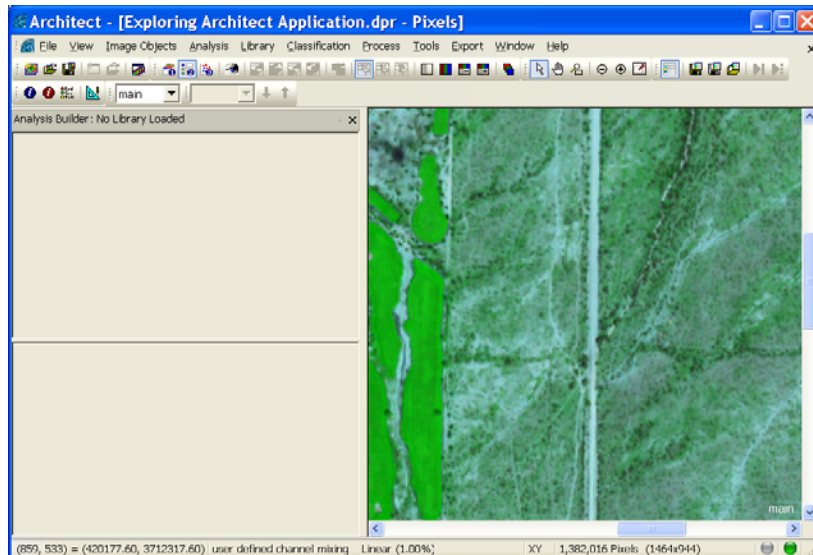 Architect - [Exploring Architect Application.dpr - Pixels]
File View Image Objects Analysis Library Classification Process Tools Export Window Help
main
Analysis Builder: No Library Loaded
main
(859, 533) = (420177.60, 3712317.60) user defined channel mixing Linear (1.00%) XY 1,382,016 Pixels (1464x944)